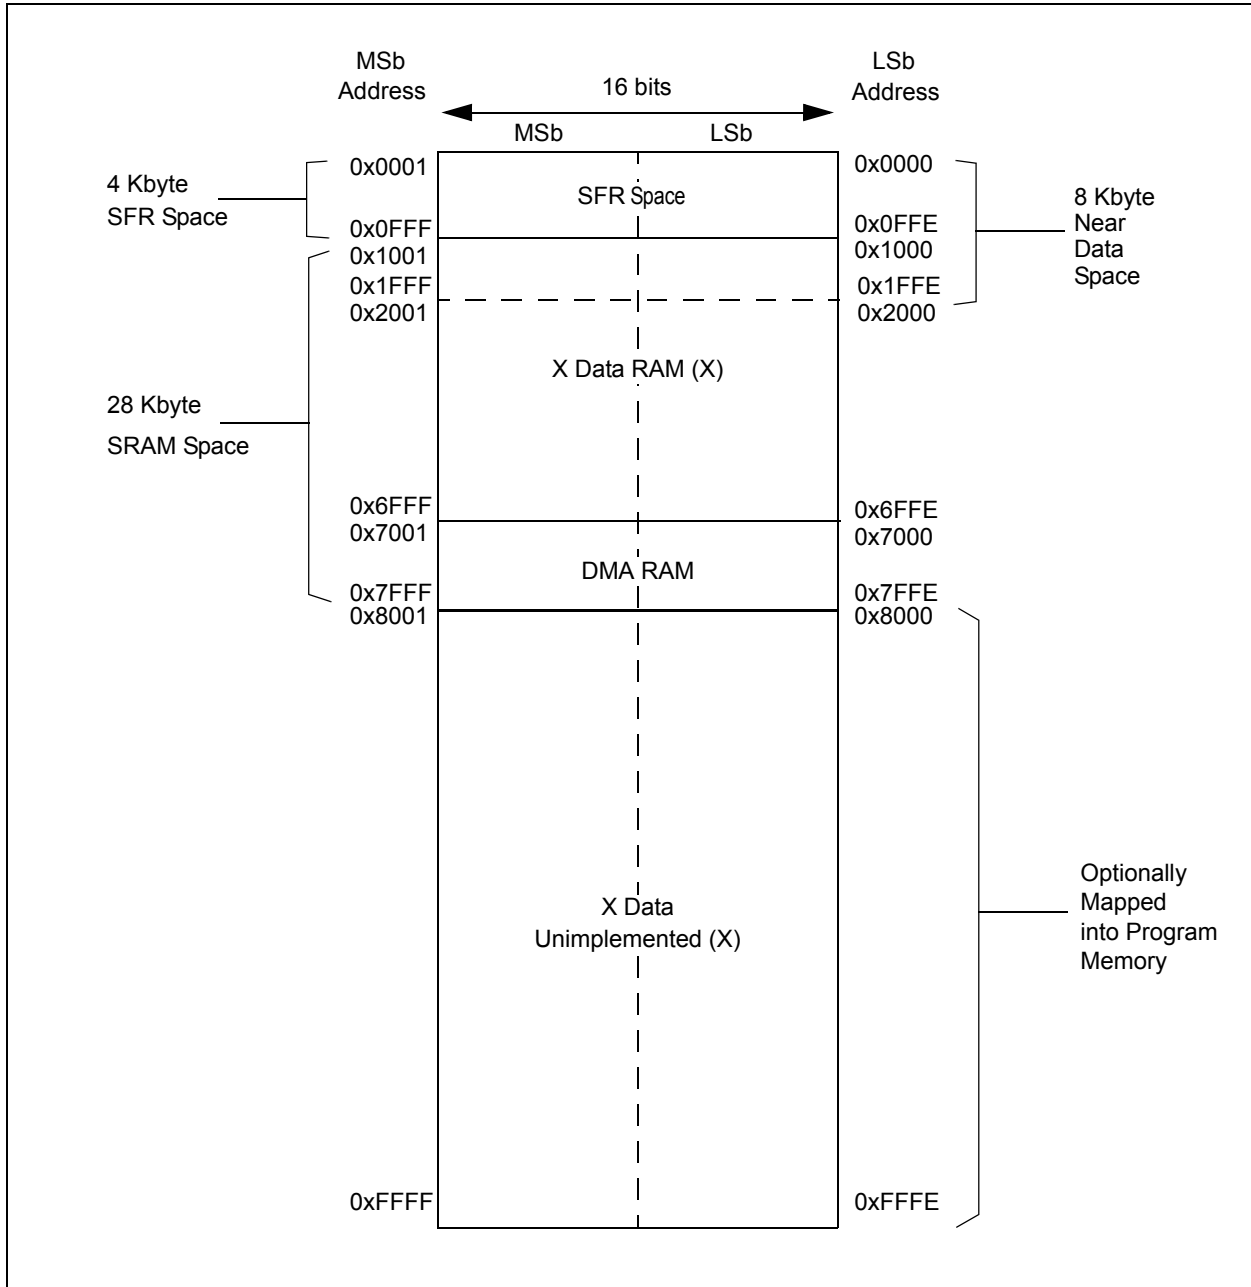 MSb
Address
LSb
Address
16 bits
MSb
LSb
0x0001
0x0000
4 Kbyte
SFR Space
SFR Space
8 Kbyte
Near
Data
Space
0x0FFF
0x0FFE
0x1001
0x1000
0x1FFF
0x1FFE
0x2001
0x2000
X Data RAM (X)
28 Kbyte
SRAM Space
0x6FFF
0x6FFE
0x7001
0x7000
DMA RAM
0x7FFF
0x7FFE
0x8001
0x8000
X Data
Unimplemented (X)
Optionally
Mapped
into Program
Memory
0xFFFF
0xFFFE